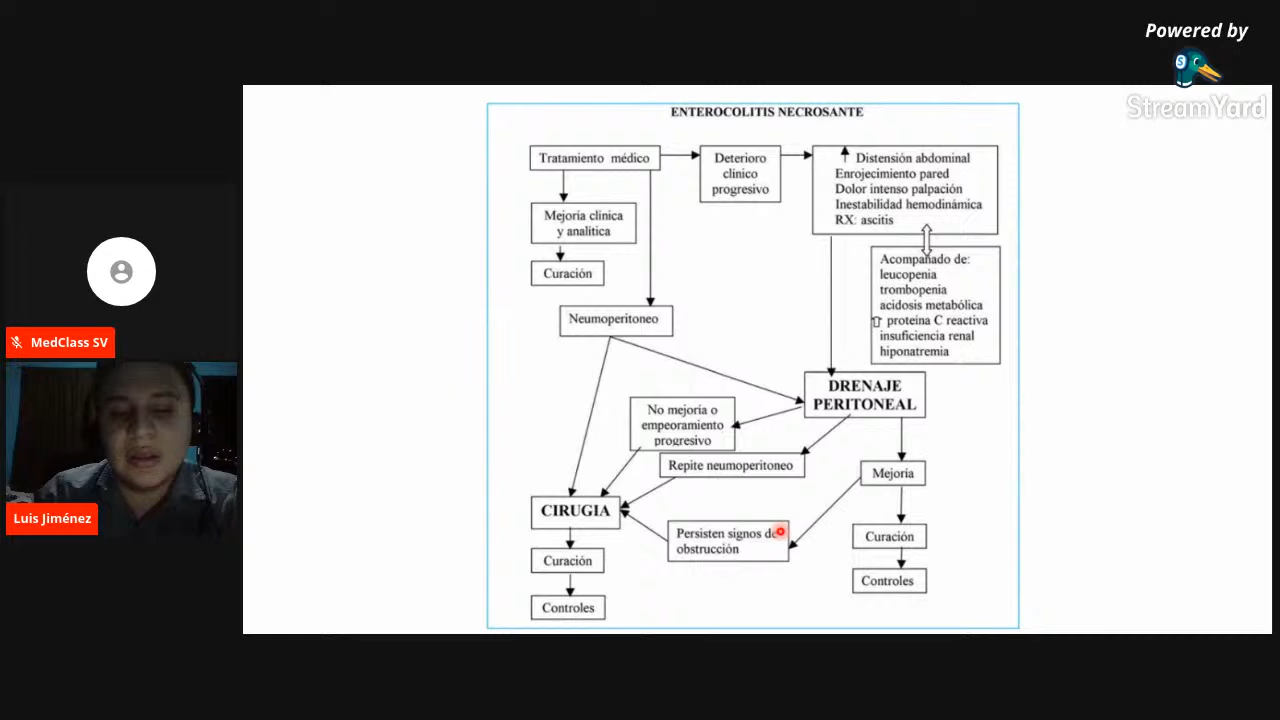 Powered by
StreamYard
ENTEROCOLITIS NECROSANTE
Tratamiento médico
Deterioro
clínico
progresivo
Distensión abdominal
Enrojecimiento pared
Dolor intenso palpación
Inestabilidad hemodinámica
RX: ascitis
Mejoría clínica
y analítica
Curación
Acompañado de:
leucopenia
trombopenia
acidosis metabólica
proteína C reactiva
insuficiencia renal
hiponatremia
Neumoperitoneo
DRENAJE
PERITONEAL
No mejoría o
empeoramiento
progresivo
Repite neumoperitoneo
Mejoría
CIRUGIA
Persisten signos de
obstrucción
Curación
Controles
Curación
Controles
MedClass SV
Luis Jiménez